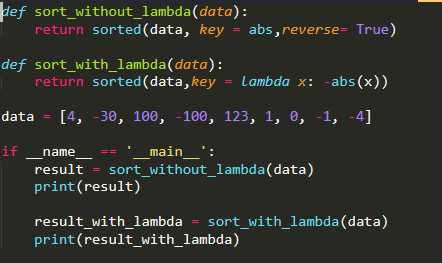 def sort_without_lambda(data):
    return sorted(data, key = abs,reverse= True)
def sort_with_lambda(data):
    return sorted(data,key = lambda x: -abs(x))
data = [4, -30, 100, -100, 123, 1, 0, -1, -4]
if __name__ == '__main__':
    result = sort_without_lambda(data)
    print(result)
    result_with_lambda = sort_with_lambda(data)
    print(result_with_lambda)